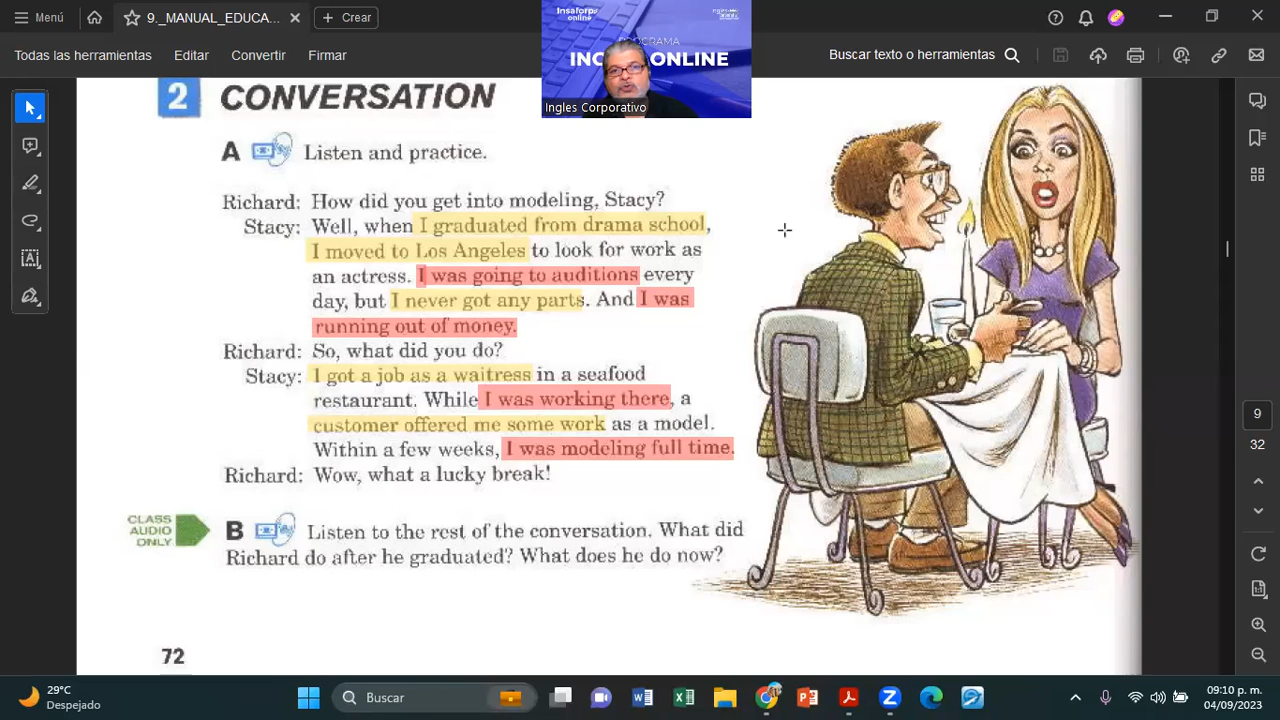 Menú
9._MANUAL_EDUCA...
Crear
Todas las herramientas
Editar
Convertir
Firmar
Buscar texto o herramientas
Insaforp
online
PROGRAMA
Ingles Corporativo
2 CONVERSATION
A Listen and practice.
Richard: How did you get into modeling, Stacy?
Stacy: Well, when I graduated from drama school,
I moved to Los Angeles to look for work as
an actress. I was going to auditions every
day, but I never got any parts. And I was
running out of money.
Richard: So, what did you do?
Stacy: I got a job as a waitress in a seafood
restaurant. While I was working there, a
customer offered me some work as a model.
Within a few weeks, I was modeling full time.
Richard: Wow, what a lucky break!
CLASS
AUDIO
ONLY
B Listen to the rest of the conversation. What did
Richard do after he graduated? What does he do now?
72
9
32
29°C
Despejado
Buscar
09:10 p. m.
04/09/2023